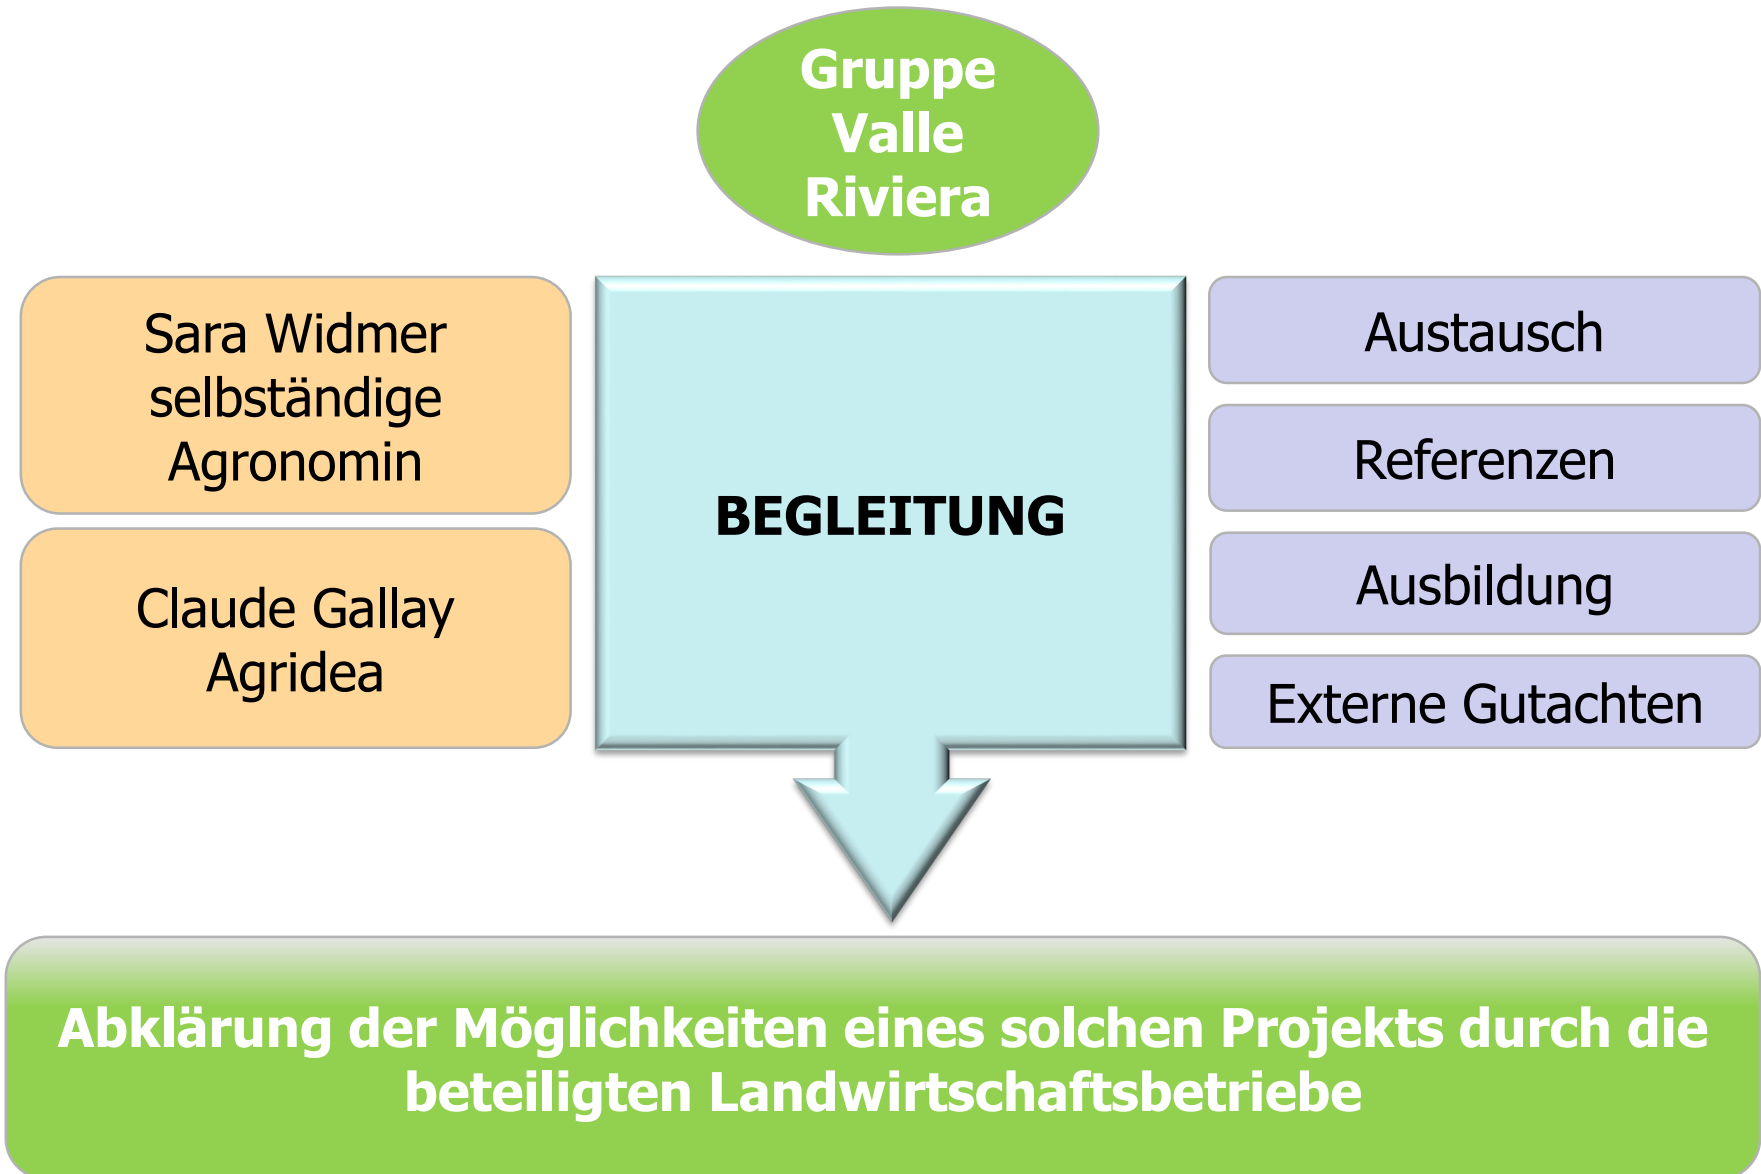 Gruppe
Valle
Riviera
Sara Widmer
selbständige
Agronomin
Claude Gallay
Agridea
BEGLEITUNG
Austausch
Referenzen
Ausbildung
Externe Gutachten
Abklärung der Möglichkeiten eines solchen Projekts durch die
beteiligten Landwirtschaftsbetriebe